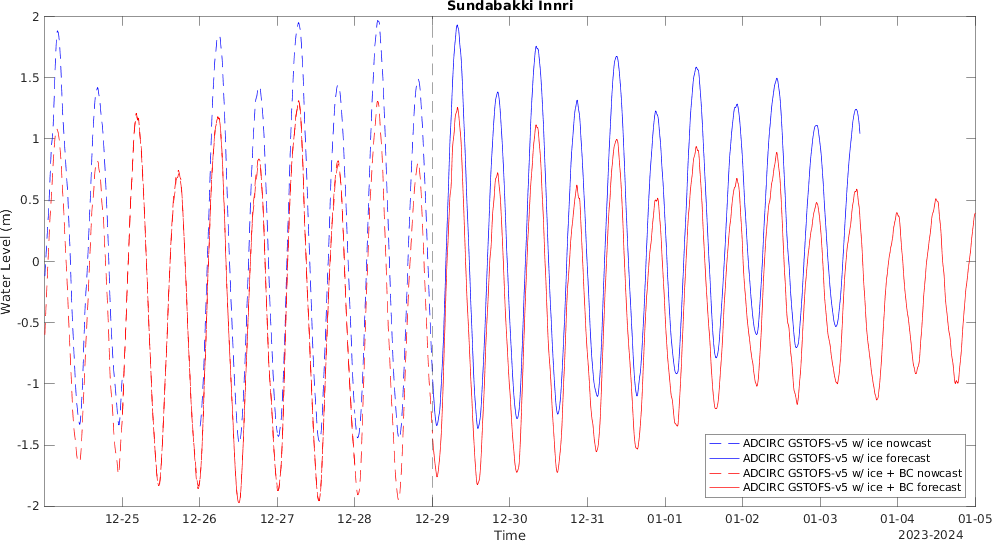 Sundabakki Innri
2
1.5
1
0.5
0
-0.5
-1
-1.5
-2
Water Level (m)
12-25 12-26 12-27 12-28 12-29 12-30 12-31 01-01 01-02 01-03 01-04 01-05
Time
2023-2024
ADCIRC GSTOFS-v5 w/ ice nowcast
ADCIRC GSTOFS-v5 w/ ice forecast
ADCIRC GSTOFS-v5 w/ ice + BC nowcast
ADCIRC GSTOFS-v5 w/ ice + BC forecast